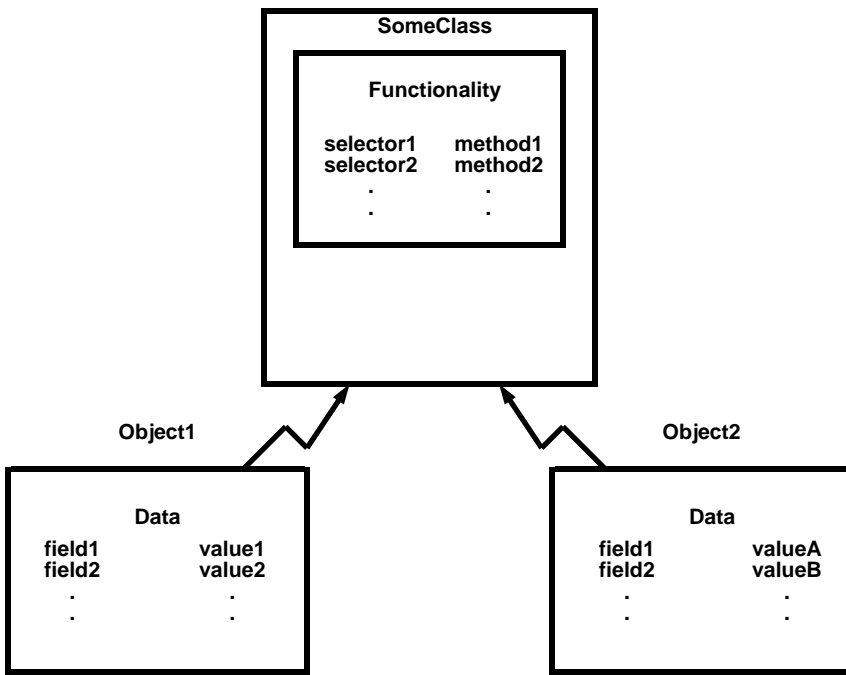 SomeClass
Functionality
selector1 method1
selector2 method2
. .
. .
Object1
Object2
Data
field1 value1
field2 value2
. .
. .
Data
field1 valueA
field2 valueB
. .
. .